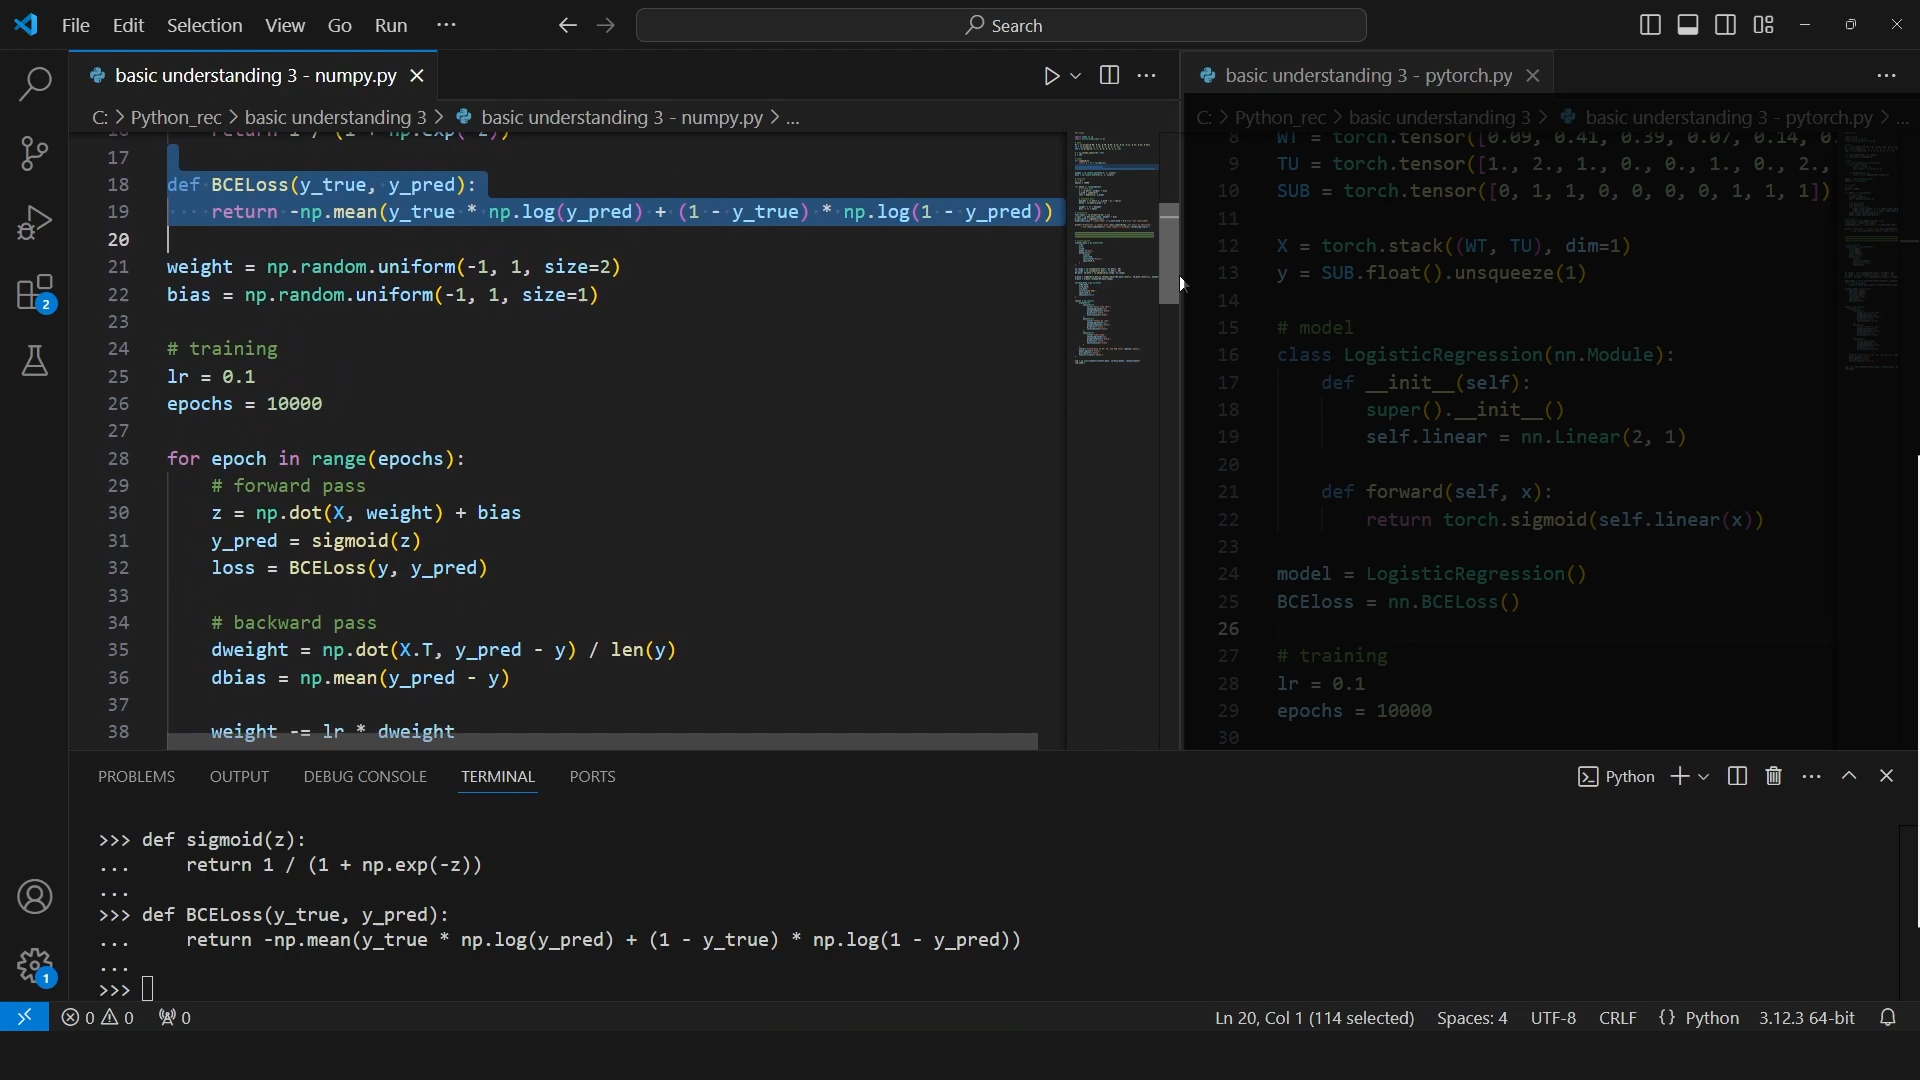 File Edit Selection View Go Run ··· Search
basic understanding 3 - numpy.py
C: > Python_rec > basic understanding 3 > basic understanding 3 - numpy.py > ...
17
18 def BCELoss(y_true, y_pred):
19 return -np.mean(y_true * np.log(y_pred) + (1 - y_true) * np.log(1 - y_pred))
20
21 weight = np.random.uniform(-1, 1, size=2)
22 bias = np.random.uniform(-1, 1, size=1)
23
24 # training
25 lr = 0.1
26 epochs = 10000
27
28 for epoch in range(epochs):
29 # forward pass
30 z = np.dot(X, weight) + bias
31 y_pred = sigmoid(z)
32 loss = BCELoss(y, y_pred)
33
34 # backward pass
35 dweight = np.dot(X.T, y_pred - y) / len(y)
36 dbias = np.mean(y_pred - y)
37
38 weight -= lr * dweight
basic understanding 3 - pytorch.py
C: > Python_rec > basic understanding 3 > basic understanding 3 - pytorch.py > ...
8 WT = torch.tensor([0.09, 0.41, 0.39, 0.07, 0.14, 0.
9 TU = torch.tensor([1., 2., 1., 0., 0., 1., 0., 2.,
10 SUB = torch.tensor([0, 1, 1, 0, 0, 0, 0, 1, 1, 1])
11
12 X = torch.stack((WT, TU), dim=1)
13 y = SUB.float().unsqueeze(1)
14
15 # model
16 class LogisticRegression(nn.Module):
17 def __init__(self):
18 super().__init__()
19 self.linear = nn.Linear(2, 1)
20
21 def forward(self, x):
22 return torch.sigmoid(self.linear(x))
23
24 model = LogisticRegression()
25 BCEloss = nn.BCELoss()
26
27 # training
28 lr = 0.1
29 epochs = 10000
30
PROBLEMS OUTPUT DEBUG CONSOLE TERMINAL PORTS Python
>>> def sigmoid(z):
... return 1 / (1 + np.exp(-z))
...
>>> def BCELoss(y_true, y_pred):
... return -np.mean(y_true * np.log(y_pred) + (1 - y_true) * np.log(1 - y_pred))
...
>>>
2
1
0 0 0 Ln 20, Col 1 (114 selected) Spaces: 4 UTF-8 CRLF {} Python 3.12.3 64-bit